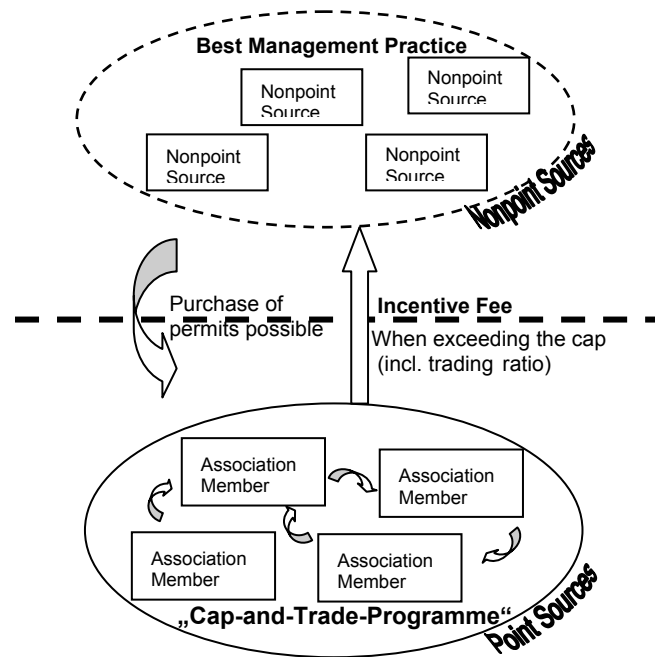 Best Management Practice
Nonpoint
Source
Nonpoint
Source
Nonpoint
Source
Nonpoint
Source
Nonpoint Sources
Purchase of
permits possible
Incentive Fee
When exceeding the cap
(incl. trading ratio)
Association
Member
Association
Member
Association
Member
Association
Member
„Cap-and-Trade-Programme“
Point Sources